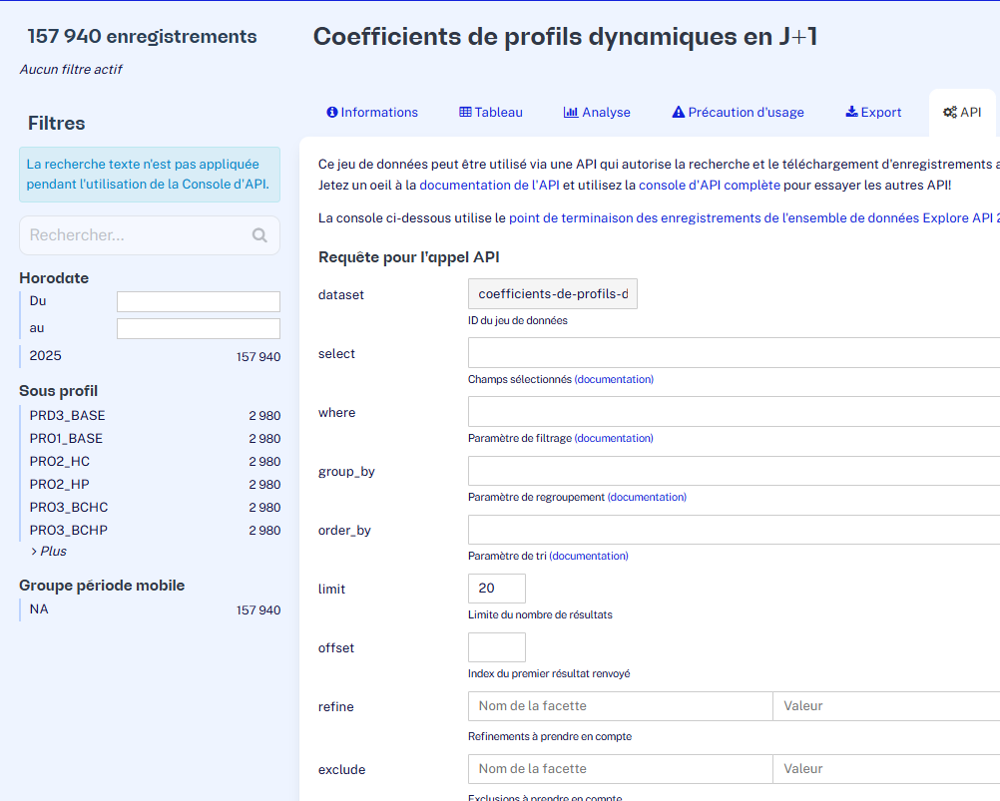 157 940 enregistrements
Aucun filtre actif
Filtres
La recherche texte n'est pas appliquée
pendant l'utilisation de la Console d'API.
Rechercher...
Horodate
Du
au
2025 157 940
Sous profil
PRD3_BASE 2 980
PRO1_BASE 2 980
PRO2_HC 2 980
PRO2_HP 2 980
PRO3_BCHC 2 980
PRO3_BCHP 2 980
> Plus
Groupe période mobile
NA 157 940
Coefficients de profils dynamiques en J+1
Informations Tableau Analyse Précaution d'usage Export API
Ce jeu de données peut être utilisé via une API qui autorise la recherche et le téléchargement d'enregistrements a
Jetez un oeil à la documentation de l'API et utilisez la console d'API complète pour essayer les autres API!
La console ci-dessous utilise le point de terminaison des enregistrements de l'ensemble de données Explore API 2
Requête pour l'appel API
dataset coefficients-de-profils-d
ID du jeu de données
select
Champs sélectionnés (documentation)
where
Paramètre de filtrage (documentation)
group_by
Paramètre de regroupement (documentation)
order_by
Paramètre de tri (documentation)
limit 20
Limite du nombre de résultats
offset
Index du premier résultat renvoyé
refine Nom de la facette Valeur
Refinements à prendre en compte
exclude Nom de la facette Valeur
Exclusions à prendre en compte